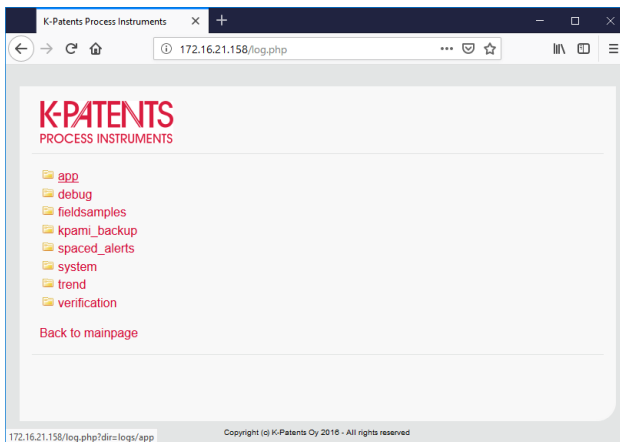 K-Patents Process Instruments
172.16.21.158/log.php
K-PATENTS
PROCESS INSTRUMENTS
app
debug
fieldsamples
kpami_backup
spaced_alerts
system
trend
verification
Back to mainpage
Copyright (c) K-Patents Oy 2016 - All rights reserved
172.16.21.158/log.php?dir=logs/app